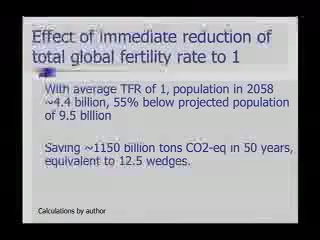 Effect of immediate reduction of
total global fertility rate to 1
With average TFR of 1, population in 2058
~4.4 billion, 55% below projected population
of 9.5 billion
Saving ~1150 billion tons CO2-eq in 50 years,
equivalent to 12.5 wedges.
Calculations by author